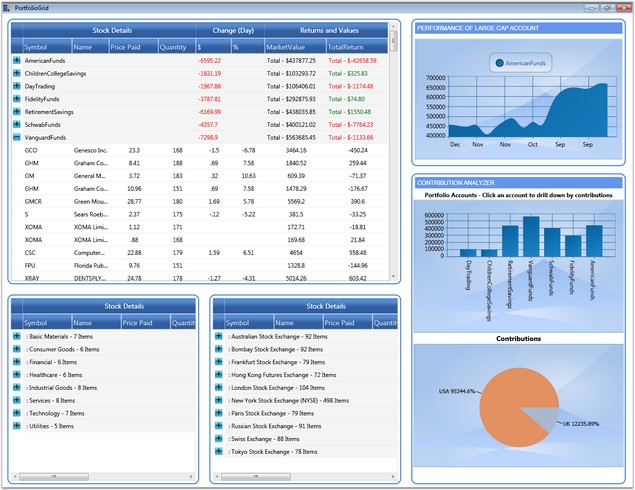 PortfolioGrid
Stock Details Change (Day) Returns and Values
Symbol Name Price Paid Quantity $ % MarketValue TotalReturn
AmericanFunds -6595.22 Total - $437877.25 Total - $-42658.59
ChildrenCollegeSavings -1831.19 Total - $103293.72 Total - $325.83
DayTrading -1967.88 Total - $106406.01 Total - $-1174.48
FidelityFunds -3787.81 Total - $292875.93 Total - $74.80
RetirementSavings -6169.99 Total - $438035.85 Total - $1550.48
SchwabFunds -4357.7 Total - $400121.02 Total - $-7764.23
VanguardFunds -7298.9 Total - $563685.45 Total - $-1133.66
GCO Genesco Inc. 23.3 168 -1.5 -6.78 3464.16 -450.24
GHM Graham Co... 8.41 188 .69 7.58 1840.52 259.44
GM General M... 3.72 183 .32 10.63 609.39 -71.37
GHM Graham Co... 10.96 151 .69 7.58 1478.29 -176.67
GMCR Green Mou... 28.77 180 1.69 5.78 5569.2 390.6
S Sears Roeb... 2.37 175 -.12 -5.22 381.5 -33.25
XOMA XOMA Limi... 1.12 171 172.71 -18.81
XOMA XOMA Limi... .88 168 169.68 21.84
CSC Computer... 22.88 179 1.59 6.51 4654 558.48
FPU Florida Pub... 9.76 151 1328.8 -144.96
XRAY DENTSPLY... 24.78 178 -1.27 -4.31 5014.26 603.42
Stock Details
Symbol Name Price Paid Quantit
: Basic Materials - 7 Items
: Consumer Goods - 6 Items
: Financial - 6 Items
: Healthcare - 6 Items
: Industrial Goods - 8 Items
: Services - 8 Items
: Technology - 7 Items
: Utilities - 5 Items
Stock Details
Symbol Name Price Paid Quantity
: Australian Stock Exchange - 92 Items
: Bombay Stock Exchange - 92 Items
: Frankfurt Stock Exchange - 79 Items
: Hong Kong Futures Exchange - 72 Items
: London Stock Exchange - 104 Items
: New York Stock Exchange (NYSE) - 498 Items
: Paris Stock Exchange - 79 Items
: Russian Stock Exchange - 91 Items
: Swiss Exchange - 88 Items
: Tokyo Stock Exchange - 78 Items
PERFORMANCE OF LARGE CAP ACCOUNT
AmericanFunds
700000
650000
600000
550000
500000
450000
400000
Dec Nov Nov Oct Sep Sep
CONTRIBUTION ANALYZER
Portfolio Accounts - Click an account to drill down by contributions
600000
500000
400000
300000
200000
100000
0
DayTrading
ChildrenCollegeSavings
RetirementSavings
VanguardFunds
SchwabFunds
FidelityFunds
AmericanFunds
Contributions
USA 95344.6%
UK 12235.89%